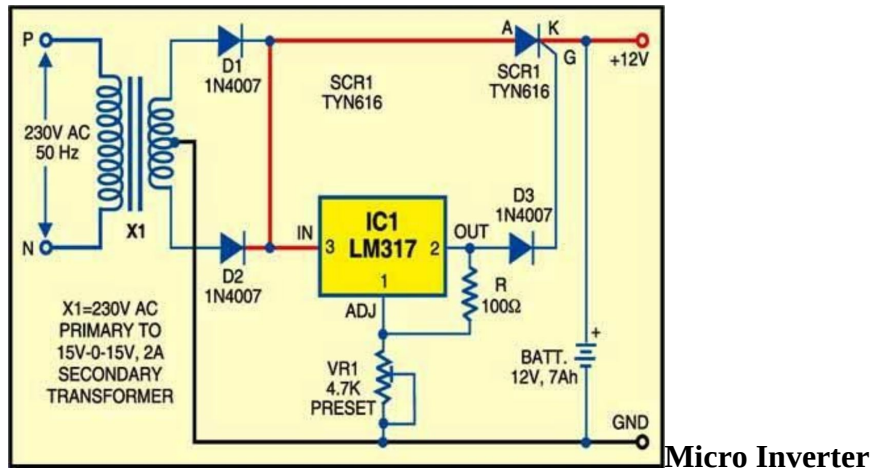 P
230V AC
50 Hz
N
X1
D1
1N4007
D2
1N4007
X1=230V AC
PRIMARY TO
15V-0-15V, 2A
SECONDARY
TRANSFORMER
SCR1
TYN616
A
K
G
SCR1
TYN616
+12V
IN
3
IC1
LM317
2
1
OUT
ADJ
D3
1N4007
R
100Ω
VR1
4.7K
PRESET
+
BATT.
12V, 7Ah
GND
Micro Inverter